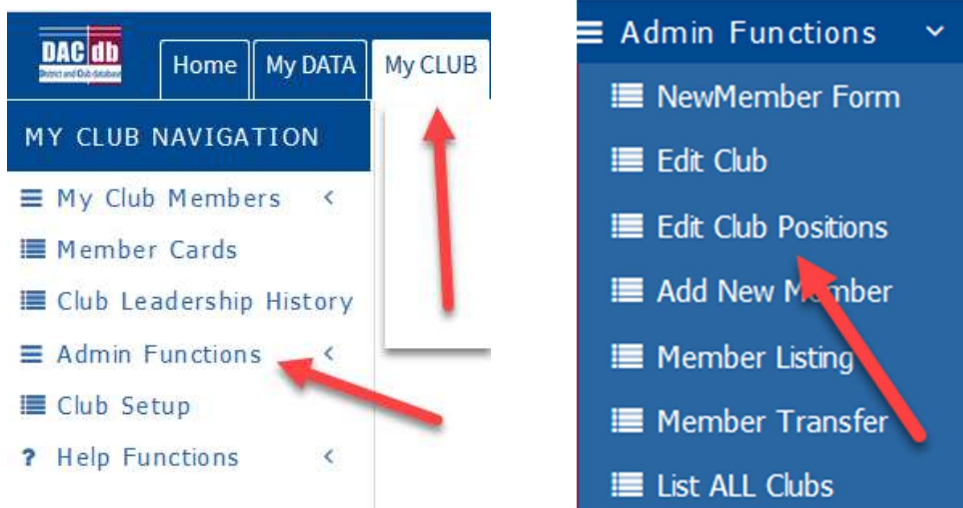 DAC db
District and Club database
Home
My DATA
My CLUB
MY CLUB NAVIGATION
My Club Members
Member Cards
Club Leadership History
Admin Functions
Club Setup
? Help Functions
Admin Functions
NewMember Form
Edit Club
Edit Club Positions
Add New Member
Member Listing
Member Transfer
List ALL Clubs